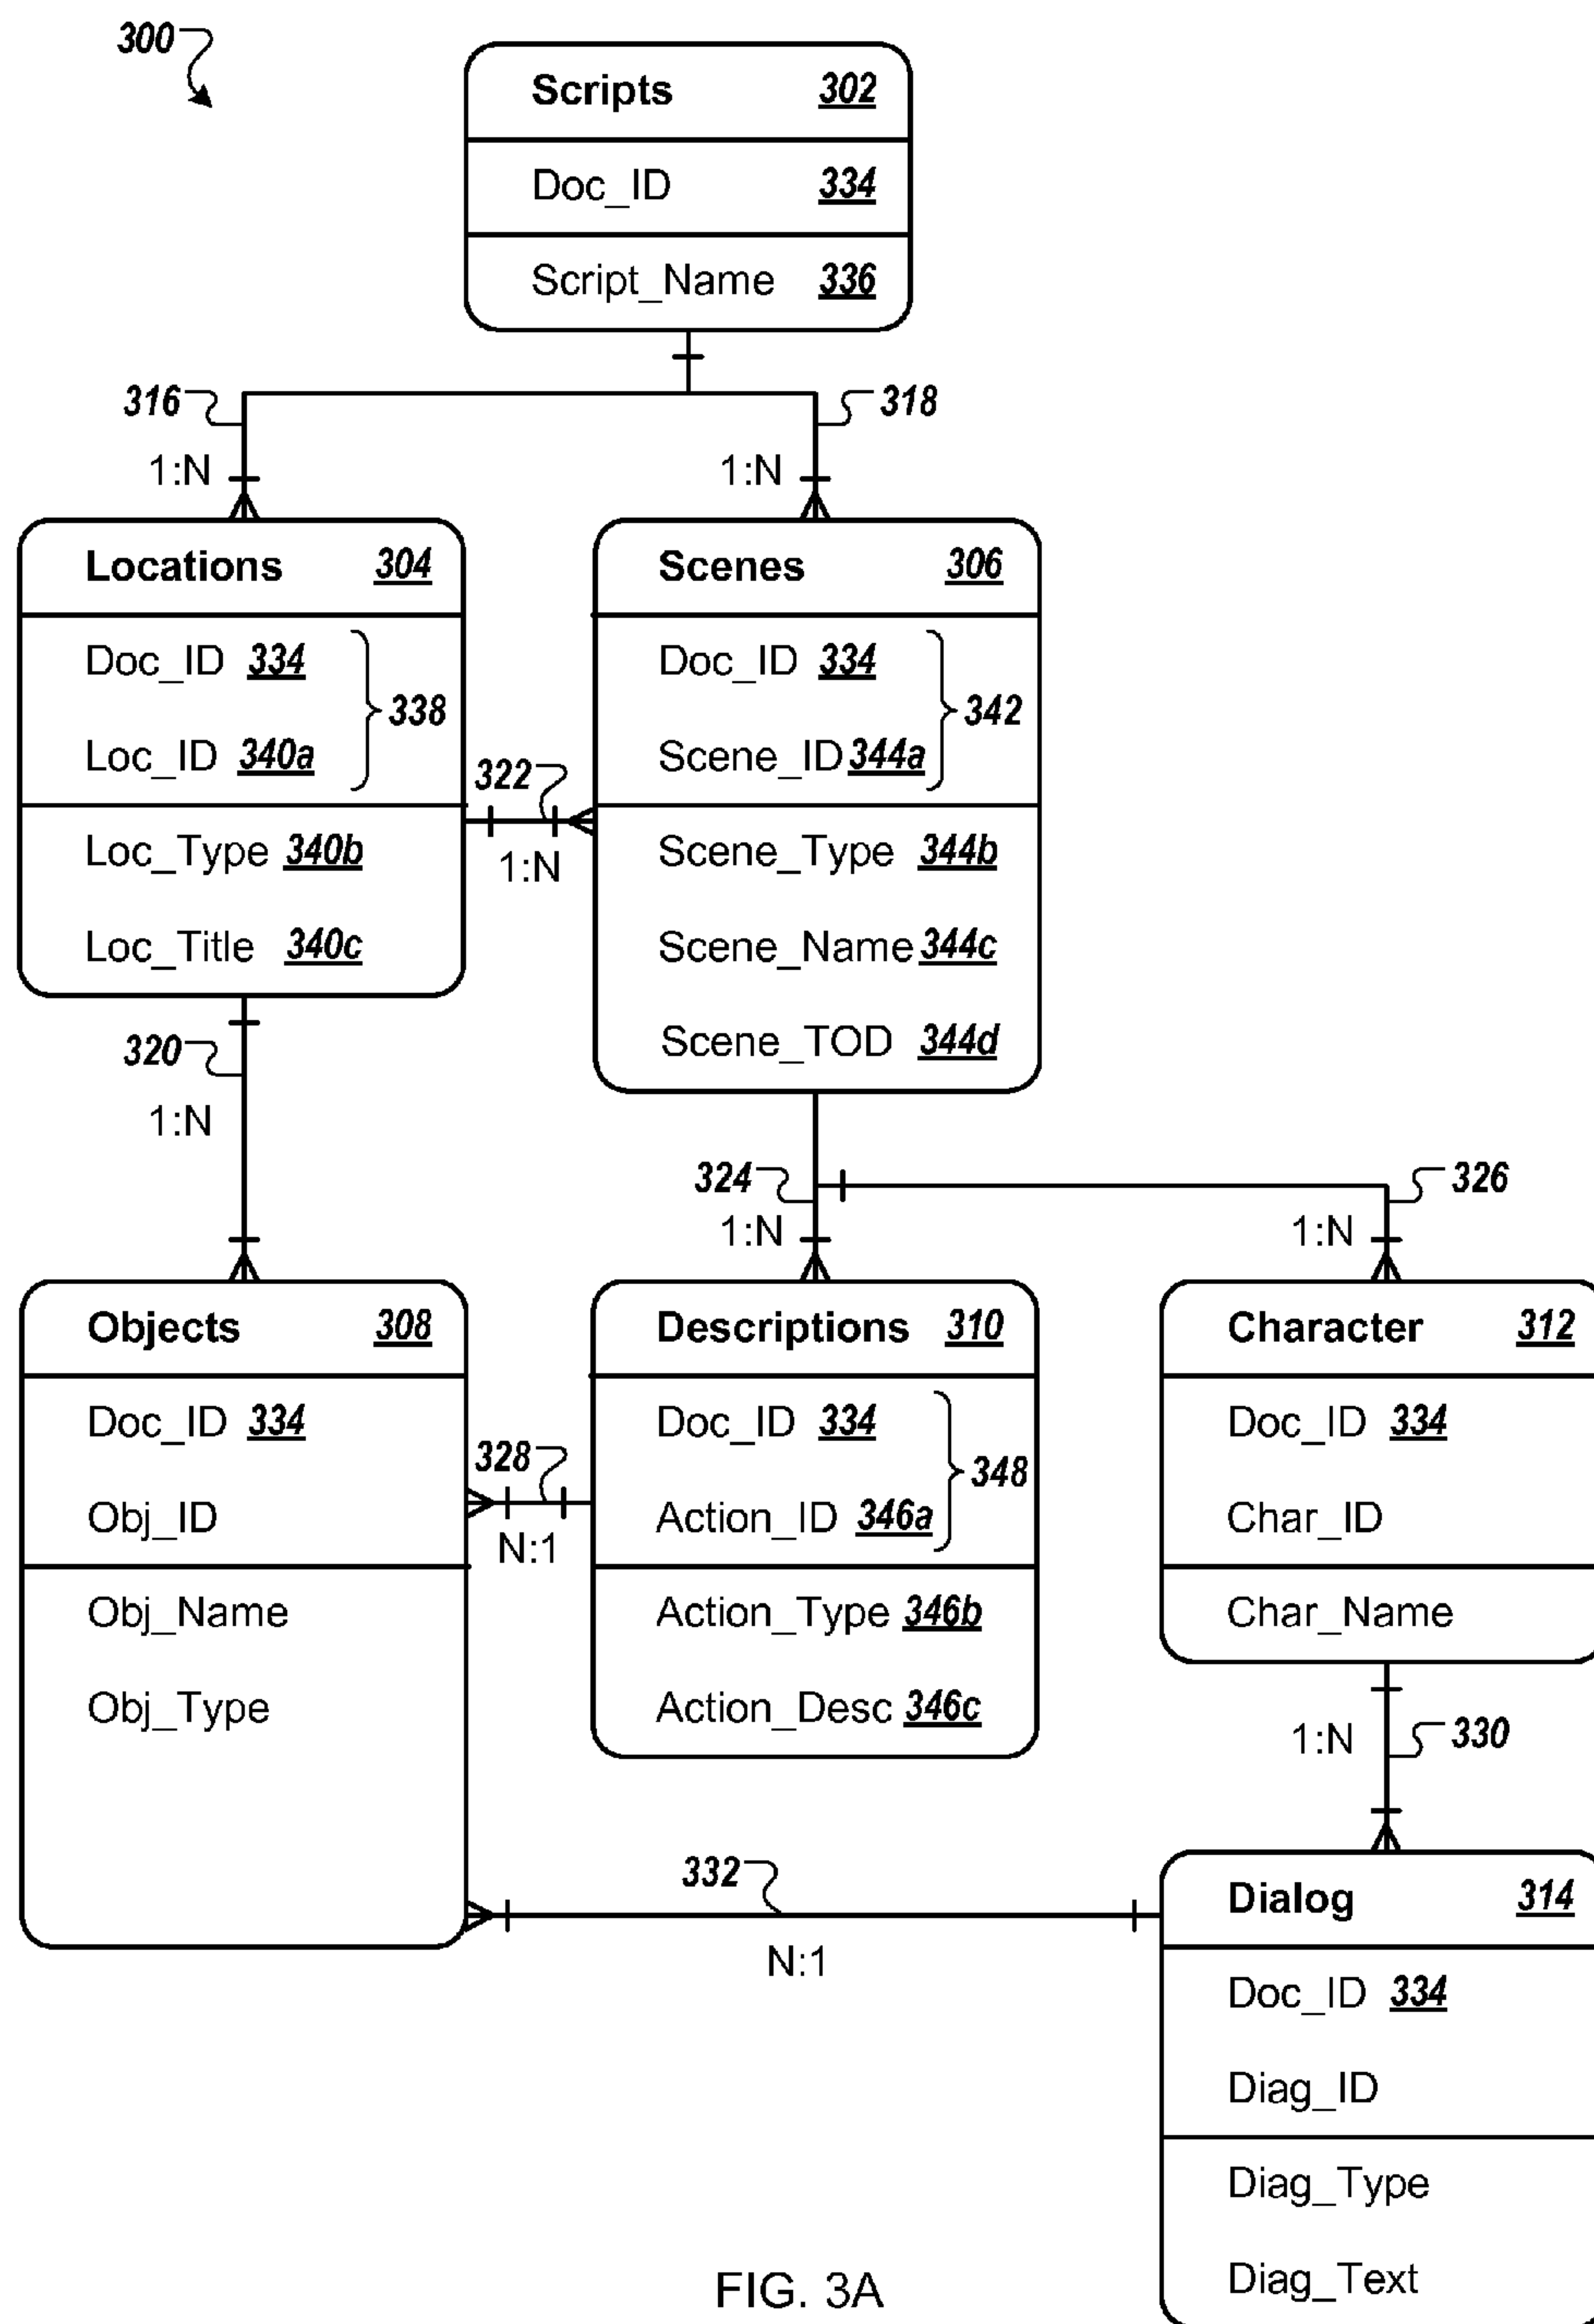 300
Scripts 302
Doc_ID 334
Script_Name 336
316
318
1:N
1:N
Locations 304
Doc_ID 334
338
Loc_ID 340a
Loc_Type 340b
Loc_Title 340c
322
1:N
Scenes 306
Doc_ID 334
342
Scene_ID 344a
Scene_Type 344b
Scene_Name 344c
Scene_TOD 344d
320
1:N
324
1:N
326
1:N
Objects 308
Doc_ID 334
Obj_ID
Obj_Name
Obj_Type
328
N:1
Descriptions 310
Doc_ID 334
348
Action_ID 346a
Action_Type 346b
Action_Desc 346c
Character 312
Doc_ID 334
Char_ID
Char_Name
1:N
330
332
N:1
Dialog 314
Doc_ID 334
Diag_ID
Diag_Type
Diag_Text
FIG. 3A